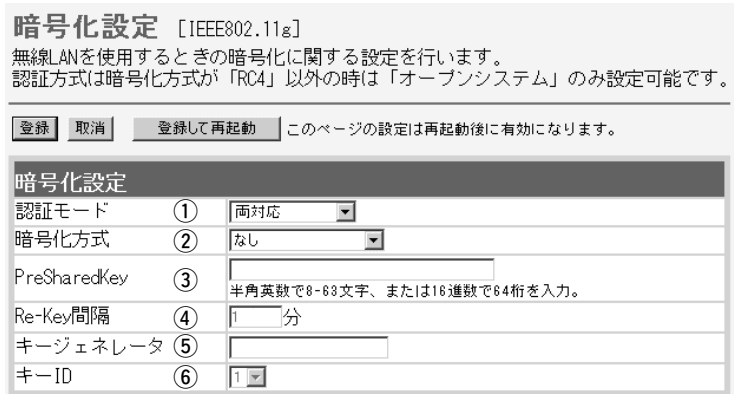 暗号化設定 [IEEE802.11g]
無線LANを使用するときの暗号化に関する設定を行います。
認証方式は暗号化方式が「RC4」以外の時は「オープンシステム」のみ設定可能です。
登録 取消 登録して再起動 このページの設定は再起動後に有効になります。
暗号化設定
認証モード ① 両対応
暗号化方式 ② なし
PreSharedKey ③
半角英数で8-63文字、または16進数で64桁を入力。
Re-Key間隔 ④ 1 分
キージェネレータ ⑤
キーID ⑥ 1